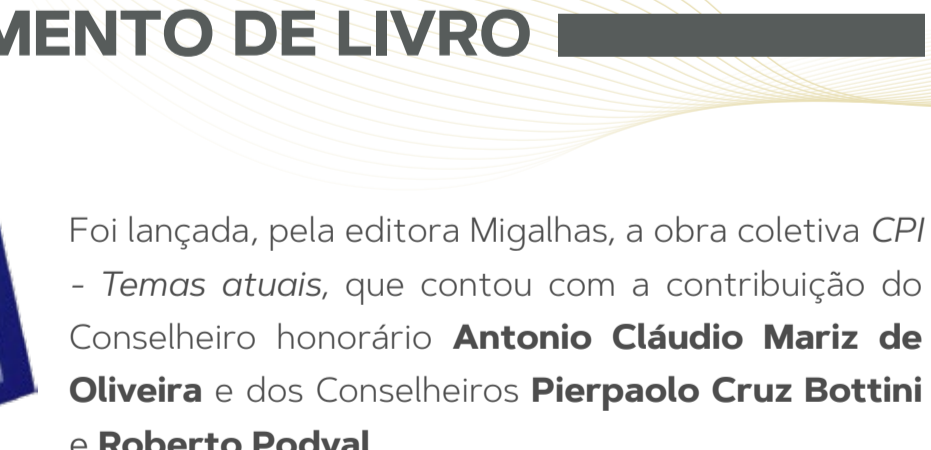 MENTO DE LIVRO
Foi lançada, pela editora Migalhas, a obra coletiva CPI
- Temas atuais, que contou com a contribuição do
Conselheiro honorário Antonio Cláudio Mariz de
Oliveira e dos Conselheiros Pierpaolo Cruz Bottini
e Roberto Podval